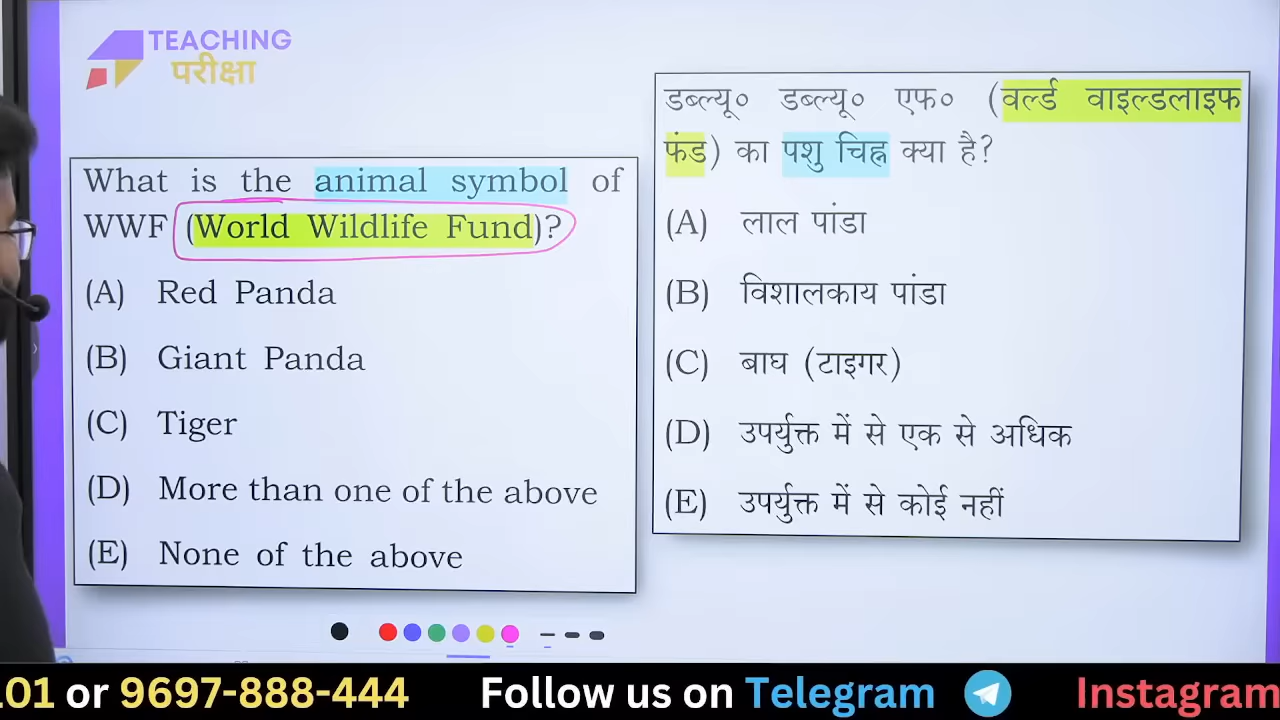 TEACHING
परीक्षा
What is the animal symbol of
WWF (World Wildlife Fund)?
(A) Red Panda
(B) Giant Panda
(C) Tiger
(D) More than one of the above
(E) None of the above
डब्ल्यू० डब्ल्यू० एफ० (वर्ल्ड वाइल्डलाइफ
फंड) का पशु चिह्न क्या है?
(A) लाल पांडा
(B) विशालकाय पांडा
(C) बाघ (टाइगर)
(D) उपर्युक्त में से एक से अधिक
(E) उपर्युक्त में से कोई नहीं
01 or 9697-888-444 Follow us on Telegram Instagram